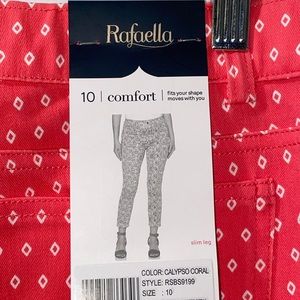 Rafaella
10 comfort fits your shape
moves with you
slim leg
COLOR: CALYPSO CORAL
STYLE: RSBS9199
SIZE : 10